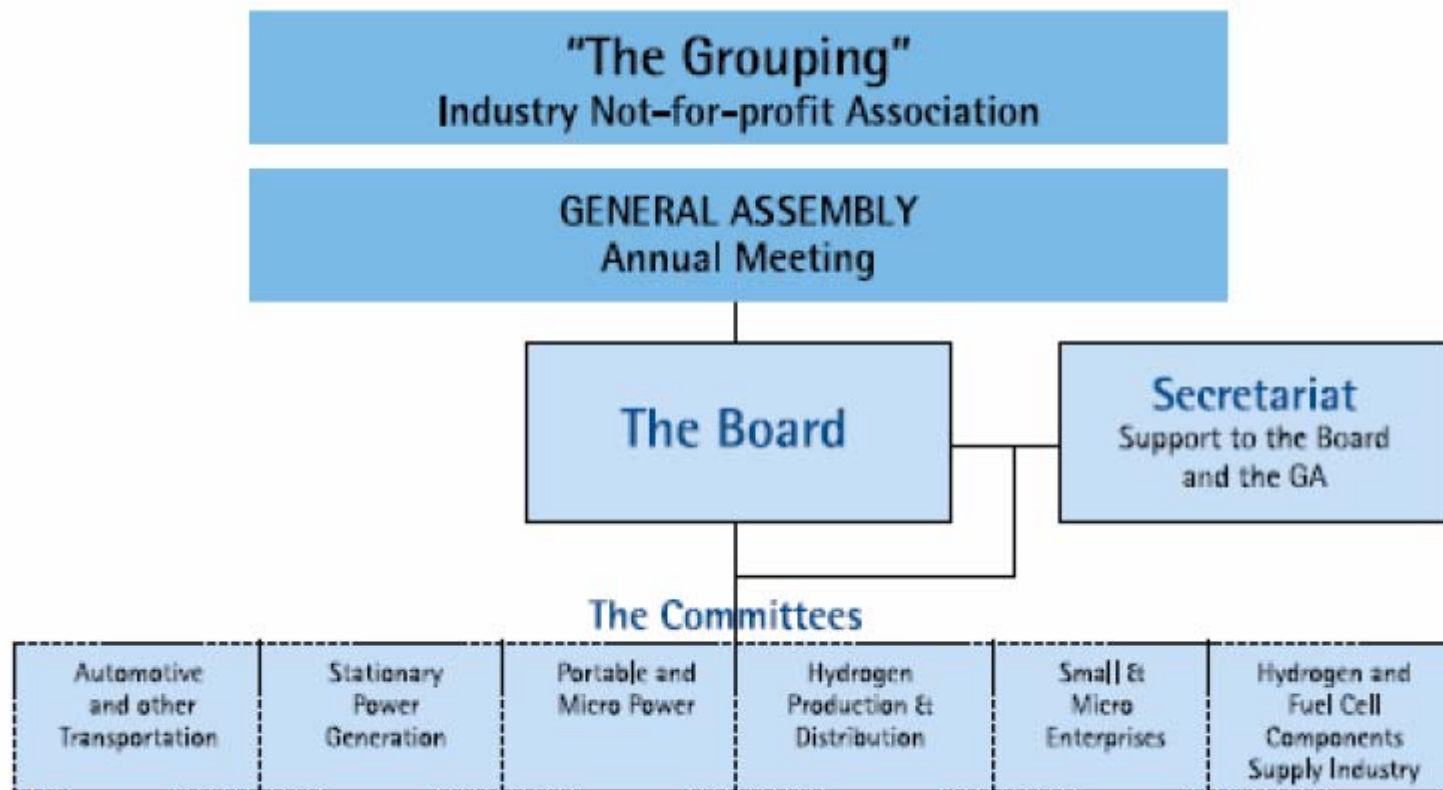 "The Grouping"
Industry Not-for-profit Association
GENERAL ASSEMBLY
Annual Meeting
The Board
Secretariat
Support to the Board
and the GA
The Committees
Automotive
and other
Transportation
Stationary
Power
Generation
Portable and
Micro Power
Hydrogen
Production &
Distribution
Small &
Micro
Enterprises
Hydrogen and
Fuel Cell
Components
Supply Industry